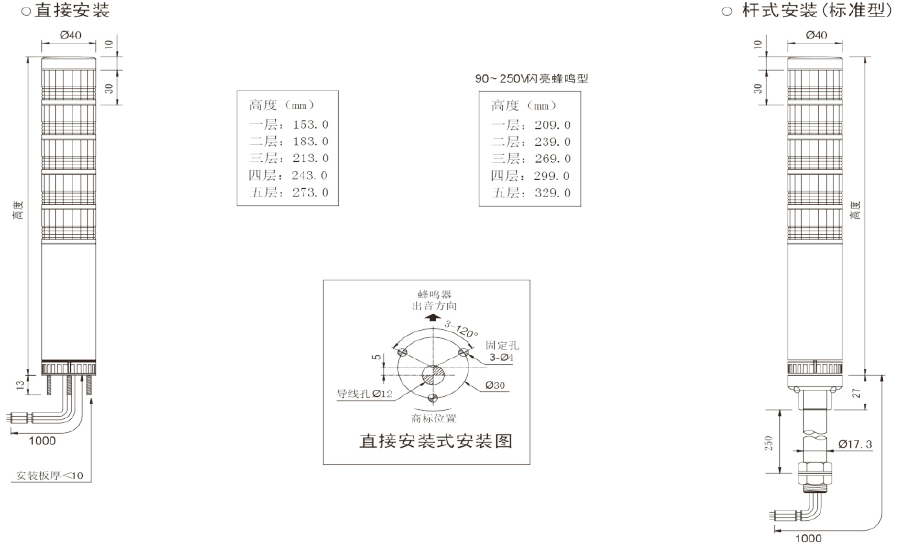 直接安装
Ø40
10
30
高度
13
1000
安装板厚<10
高度（mm）
一层：153.0
二层：183.0
三层：213.0
四层：243.0
五层：273.0
90~250V闪亮蜂鸣型
高度（mm）
一层：209.0
二层：239.0
三层：269.0
四层：299.0
五层：329.0
蜂鸣器
出音方向
3-120°
固定孔
3-Ø4
5
导线孔Ø12
Ø30
商标位置
直接安装式安装图
杆式安装(标准型)
Ø40
10
30
高度
27
250
Ø17.3
1000